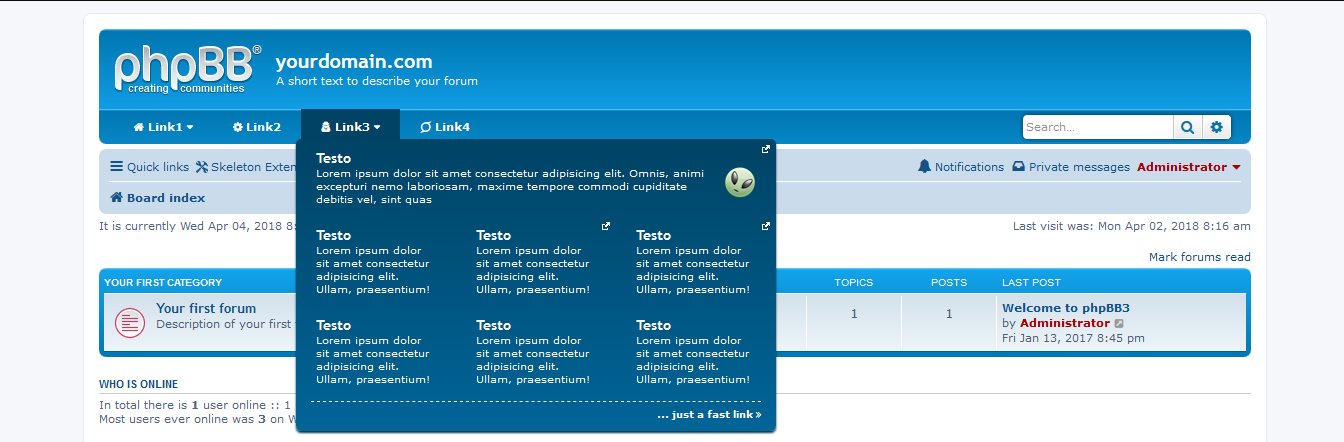 phpBB®
creating communities
yourdomain.com
A short text to describe your forum
Link1 Link2 Link3 Link4
Search…
Quick links Skeleton Exten
Notifications Private messages Administrator
Board index
It is currently Wed Apr 04, 2018 8:
Last visit was: Mon Apr 02, 2018 8:16 am
Mark forums read
Testo
Lorem ipsum dolor sit amet consectetur adipisicing elit. Omnis, animi
excepturi nemo laboriosam, maxime tempore commodi cupiditate
debitis vel, sint quas
Testo
Lorem ipsum dolor
sit amet consectetur
adipisicing elit.
Ullam, praesentium!
Testo
Lorem ipsum dolor
sit amet consectetur
adipisicing elit.
Ullam, praesentium!
Testo
Lorem ipsum dolor
sit amet consectetur
adipisicing elit.
Ullam, praesentium!
Testo
Lorem ipsum dolor
sit amet consectetur
adipisicing elit.
Ullam, praesentium!
Testo
Lorem ipsum dolor
sit amet consectetur
adipisicing elit.
Ullam, praesentium!
Testo
Lorem ipsum dolor
sit amet consectetur
adipisicing elit.
Ullam, praesentium!
... just a fast link »
YOUR FIRST CATEGORY
TOPICS POSTS LAST POST
Your first forum
Description of your first
1 1
Welcome to phpBB3
by Administrator
Fri Jan 13, 2017 8:45 pm
WHO IS ONLINE
In total there is 1 user online :: 1
Most users ever online was 3 on W